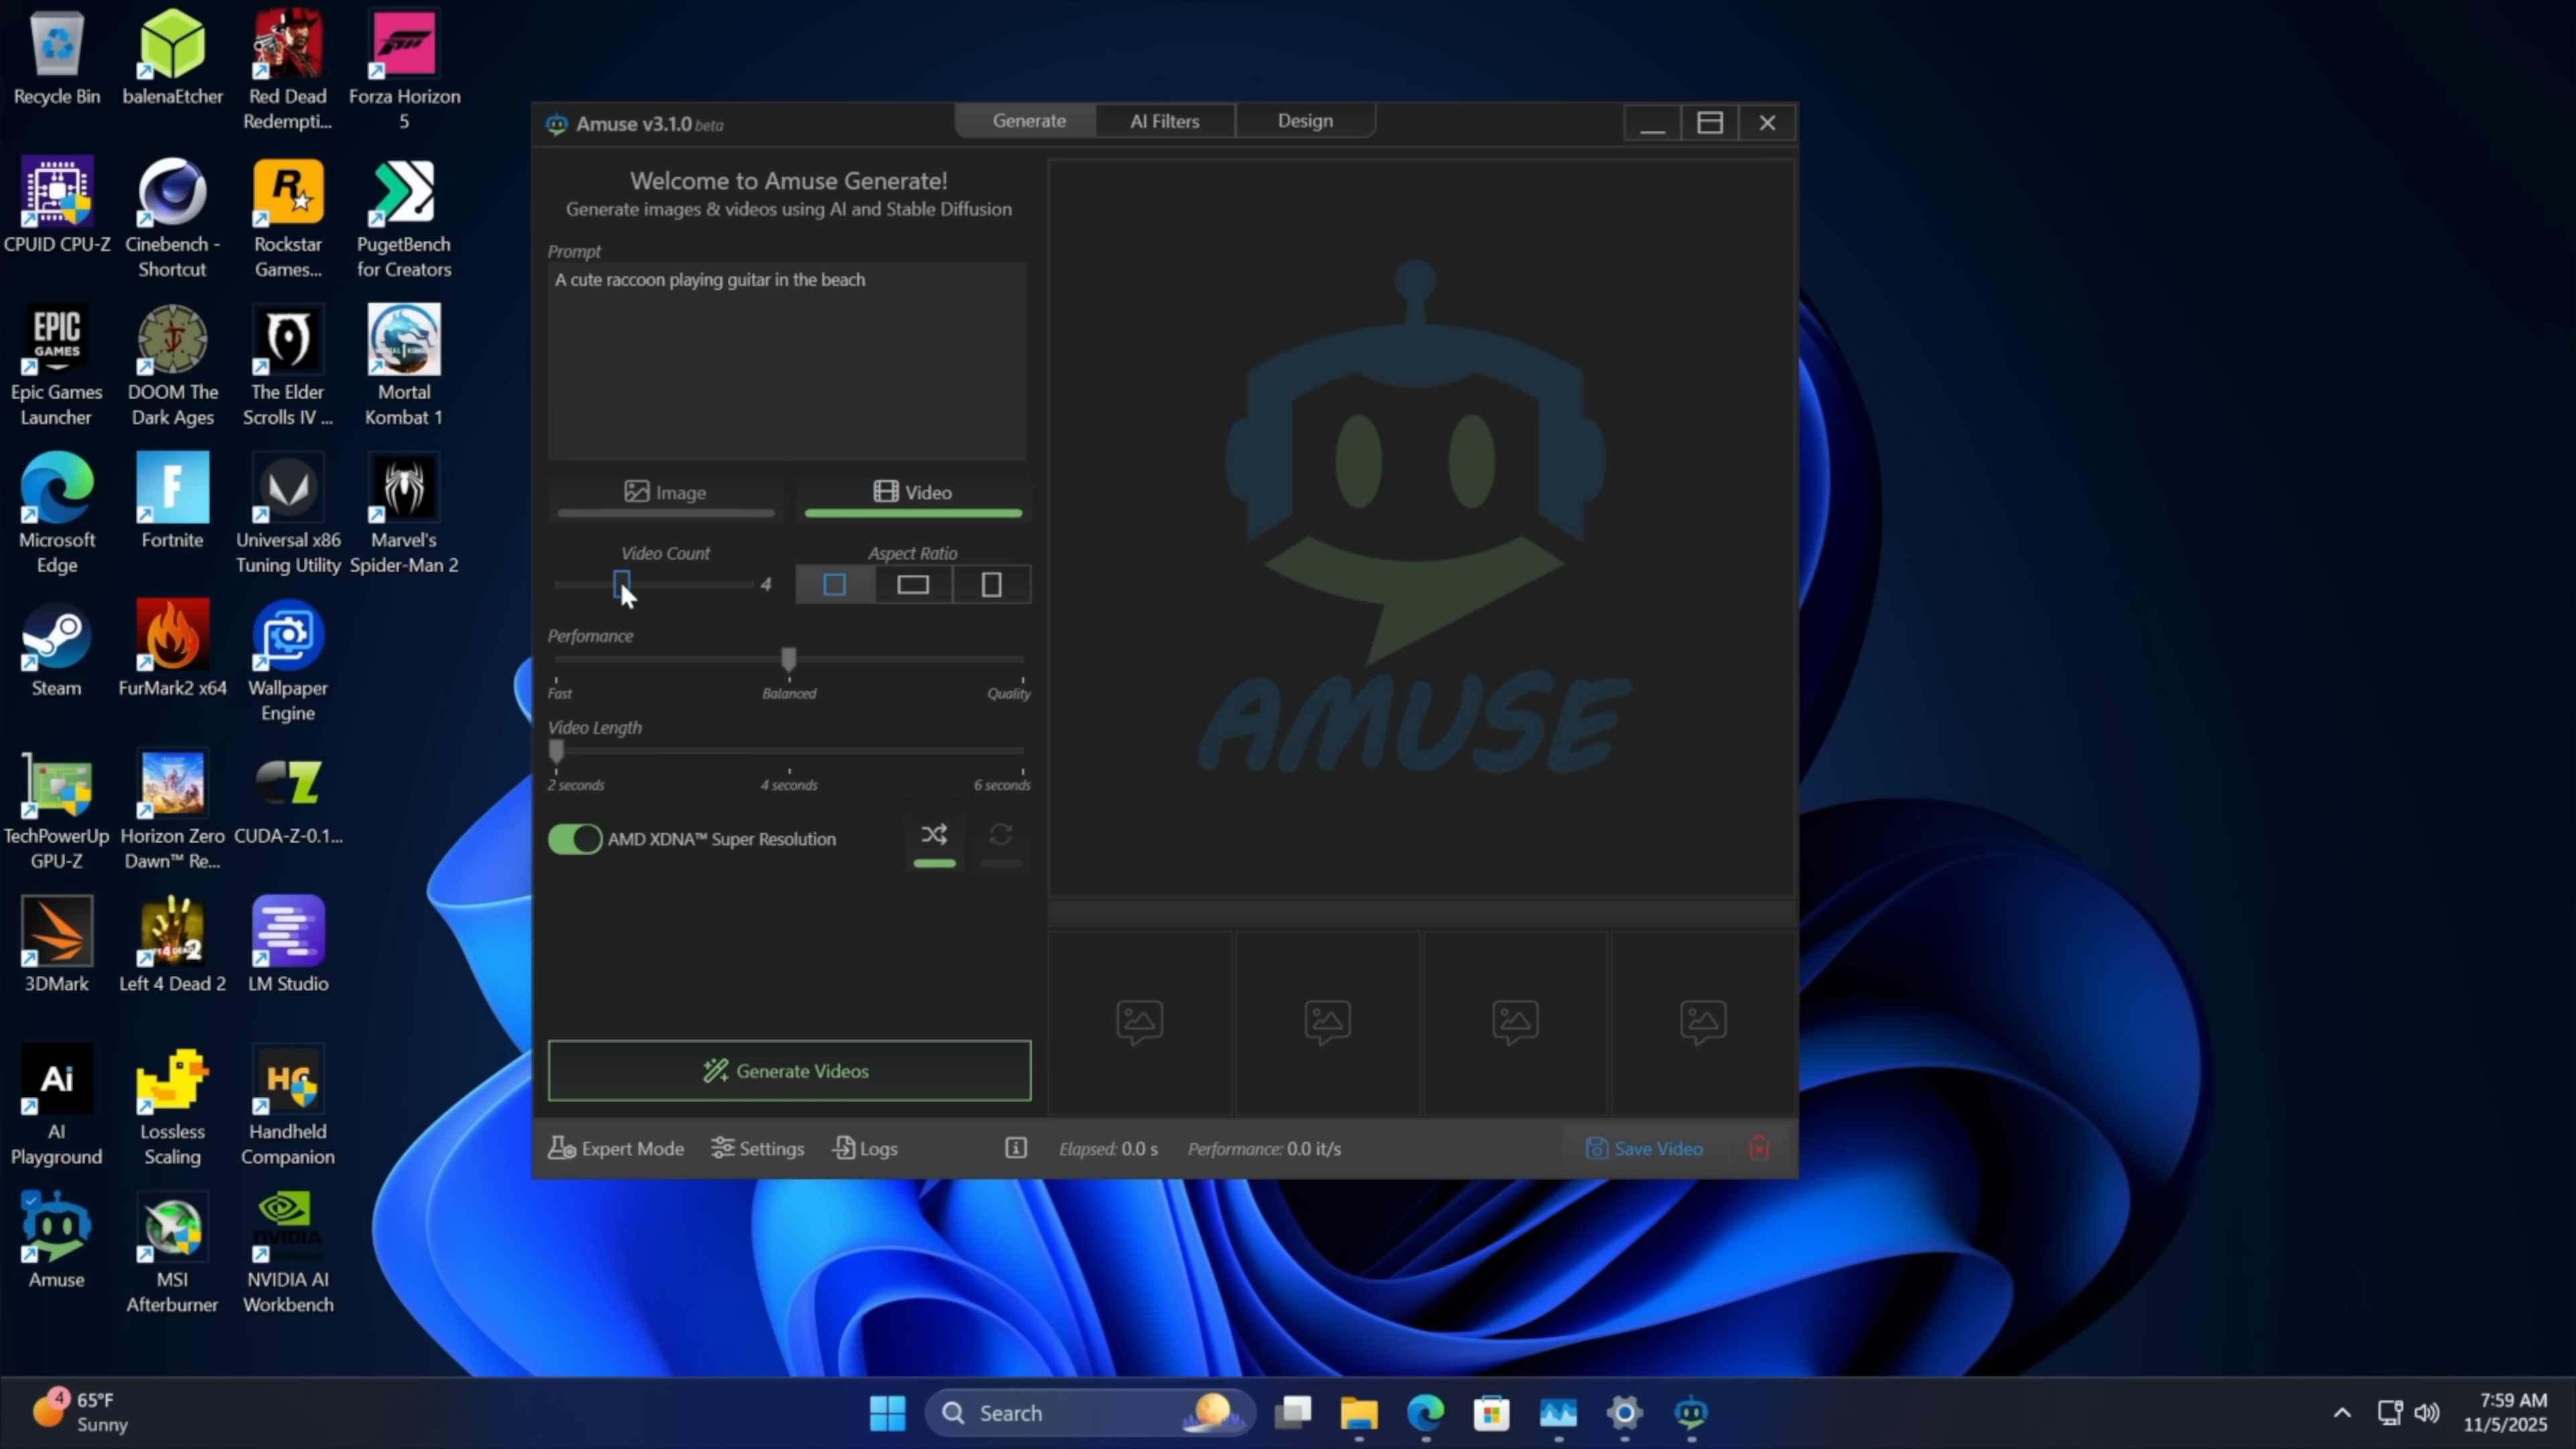 Recycle Bin
balenaEtcher
Red Dead
Redempti...
Forza Horizon
5
CPUID CPU-Z
Cinebench -
Shortcut
Rockstar
Games...
PugetBench
for Creators
EPIC
GAMES
Epic Games
Launcher
DOOM The
Dark Ages
The Elder
Scrolls IV ...
Mortal
Kombat 1
Microsoft
Edge
F
Fortnite
Universal x86
Tuning Utility
Marvel's
Spider-Man 2
Steam
FurMark2 x64
Wallpaper
Engine
TechPowerUp
GPU-Z
Horizon Zero
Dawn™ Re...
CZ
CUDA-Z-0.1...
3DMark
Left 4 Dead 2
LM Studio
Ai
AI
Playground
Lossless
Scaling
HC
Handheld
Companion
Amuse
MSI
Afterburner
NVIDIA
NVIDIA AI
Workbench
Amuse v3.1.0 beta
Generate
AI Filters
Design
Welcome to Amuse Generate!
Generate images & videos using AI and Stable Diffusion
Prompt
A cute raccoon playing guitar in the beach
Image
Video
Video Count
Aspect Ratio
4
Perfomance
Fast
Balanced
Quality
Video Length
2 seconds
4 seconds
6 seconds
AMD XDNA™ Super Resolution
Generate Videos
AMUSE
Expert Mode
Settings
Logs
Elapsed: 0.0 s
Performance: 0.0 it/s
Save Video
4
65°F
Sunny
Search
7:59 AM
11/5/2025